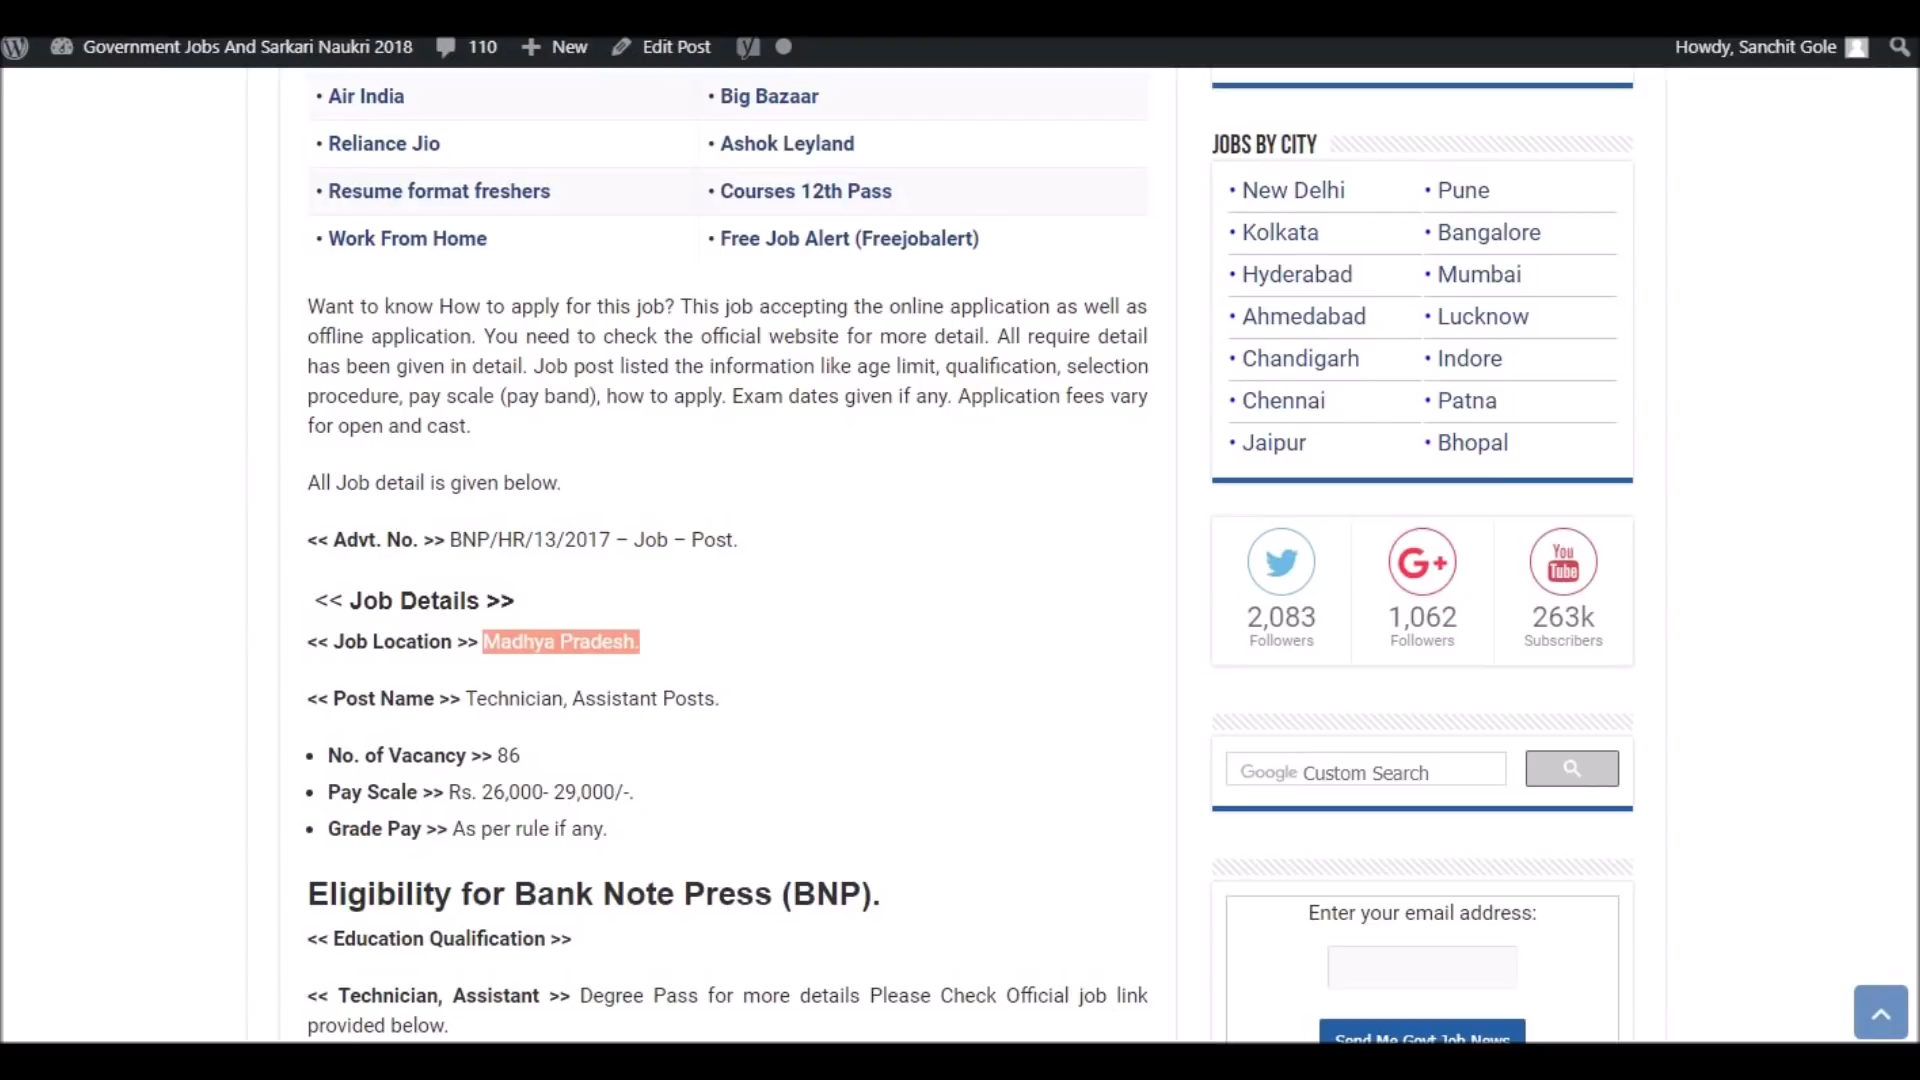 Government Jobs And Sarkari Naukri 2018 110 New Edit Post Howdy, Sanchit Gole
• Air India • Big Bazaar
• Reliance Jio • Ashok Leyland
• Resume format freshers • Courses 12th Pass
• Work From Home • Free Job Alert (Freejobalert)
Want to know How to apply for this job? This job accepting the online application as well as
offline application. You need to check the official website for more detail. All require detail
has been given in detail. Job post listed the information like age limit, qualification, selection
procedure, pay scale (pay band), how to apply. Exam dates given if any. Application fees vary
for open and cast.
All Job detail is given below.
<< Advt. No. >> BNP/HR/13/2017 – Job – Post.
<< Job Details >>
<< Job Location >> Madhya Pradesh.
<< Post Name >> Technician, Assistant Posts.
• No. of Vacancy >> 86
• Pay Scale >> Rs. 26,000- 29,000/-.
• Grade Pay >> As per rule if any.
Eligibility for Bank Note Press (BNP).
<< Education Qualification >>
<< Technician, Assistant >> Degree Pass for more details Please Check Official job link
provided below.
JOBS BY CITY
• New Delhi • Pune
• Kolkata • Bangalore
• Hyderabad • Mumbai
• Ahmedabad • Lucknow
• Chandigarh • Indore
• Chennai • Patna
• Jaipur • Bhopal
G+ You Tube
2,083 1,062 263k
Followers Followers Subscribers
Google Custom Search
Enter your email address:
Send Me Govt Job News